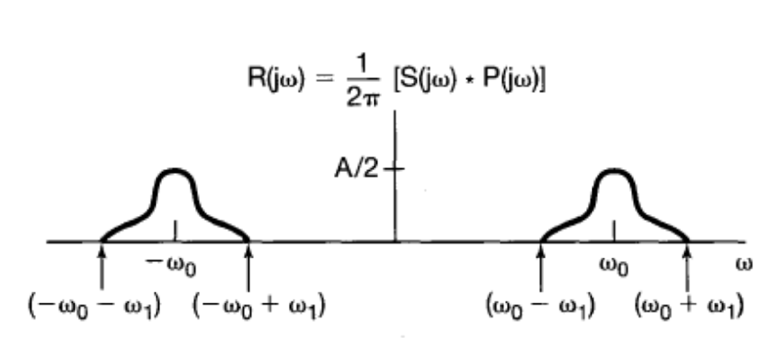 R(jω) = 1/2π [S(jω) * P(jω)]
A/2
−ω₀ ω₀ ω
(−ω₀ − ω₁) (−ω₀ + ω₁) (ω₀ − ω₁) (ω₀ + ω₁)